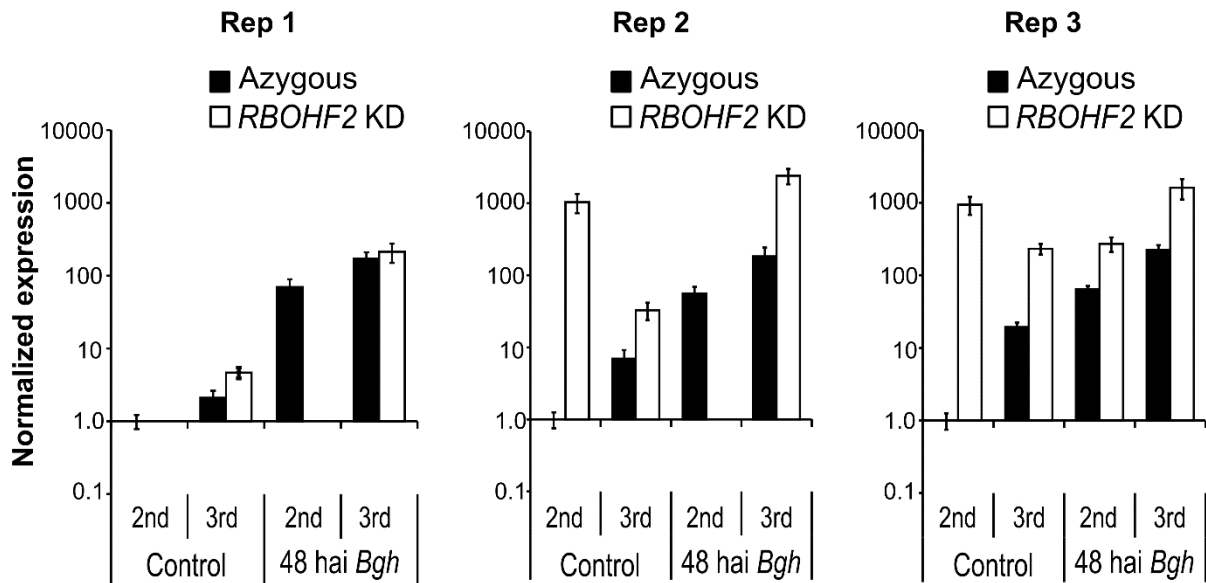 Rep 1
Azygous
RBOHF2 KD
Normalized expression
10000
1000
100
10
1.0
0.1
2nd 3rd 2nd 3rd
Control 48 hai Bgh
Rep 2
Azygous
RBOHF2 KD
10000
1000
100
10
1.0
0.1
2nd 3rd 2nd 3rd
Control 48 hai Bgh
Rep 3
Azygous
RBOHF2 KD
10000
1000
100
10
1.0
0.1
2nd 3rd 2nd 3rd
Control 48 hai Bgh